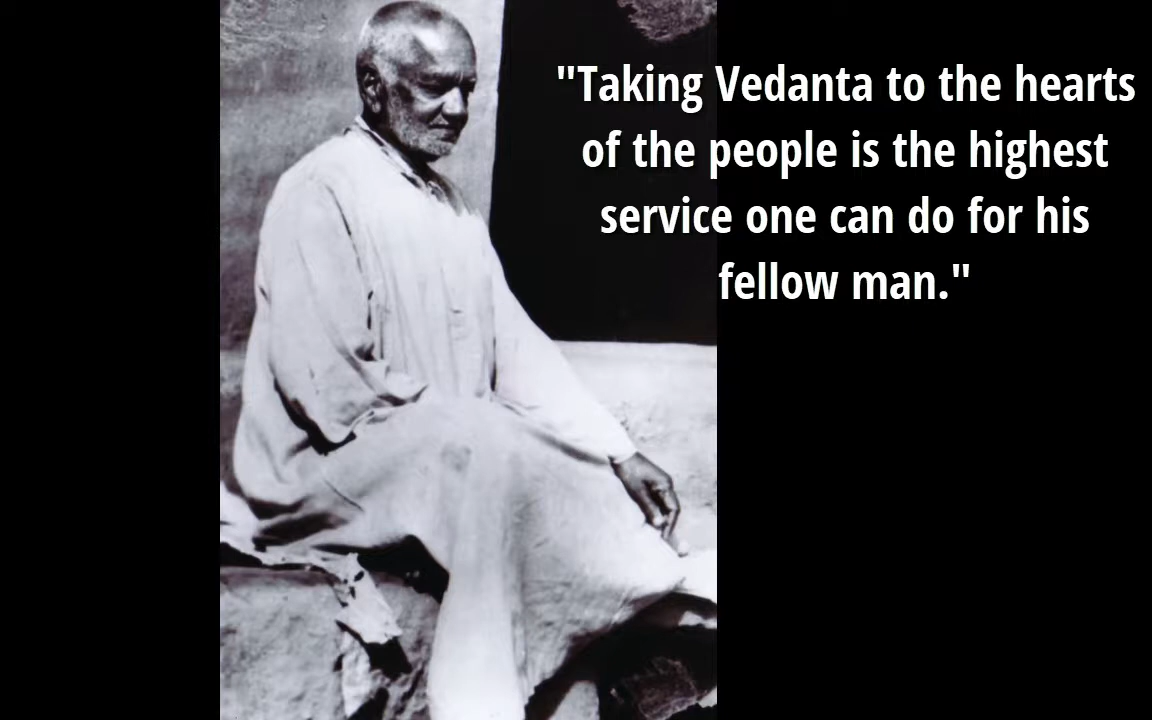 "Taking Vedanta to the hearts
of the people is the highest
service one can do for his
fellow man."